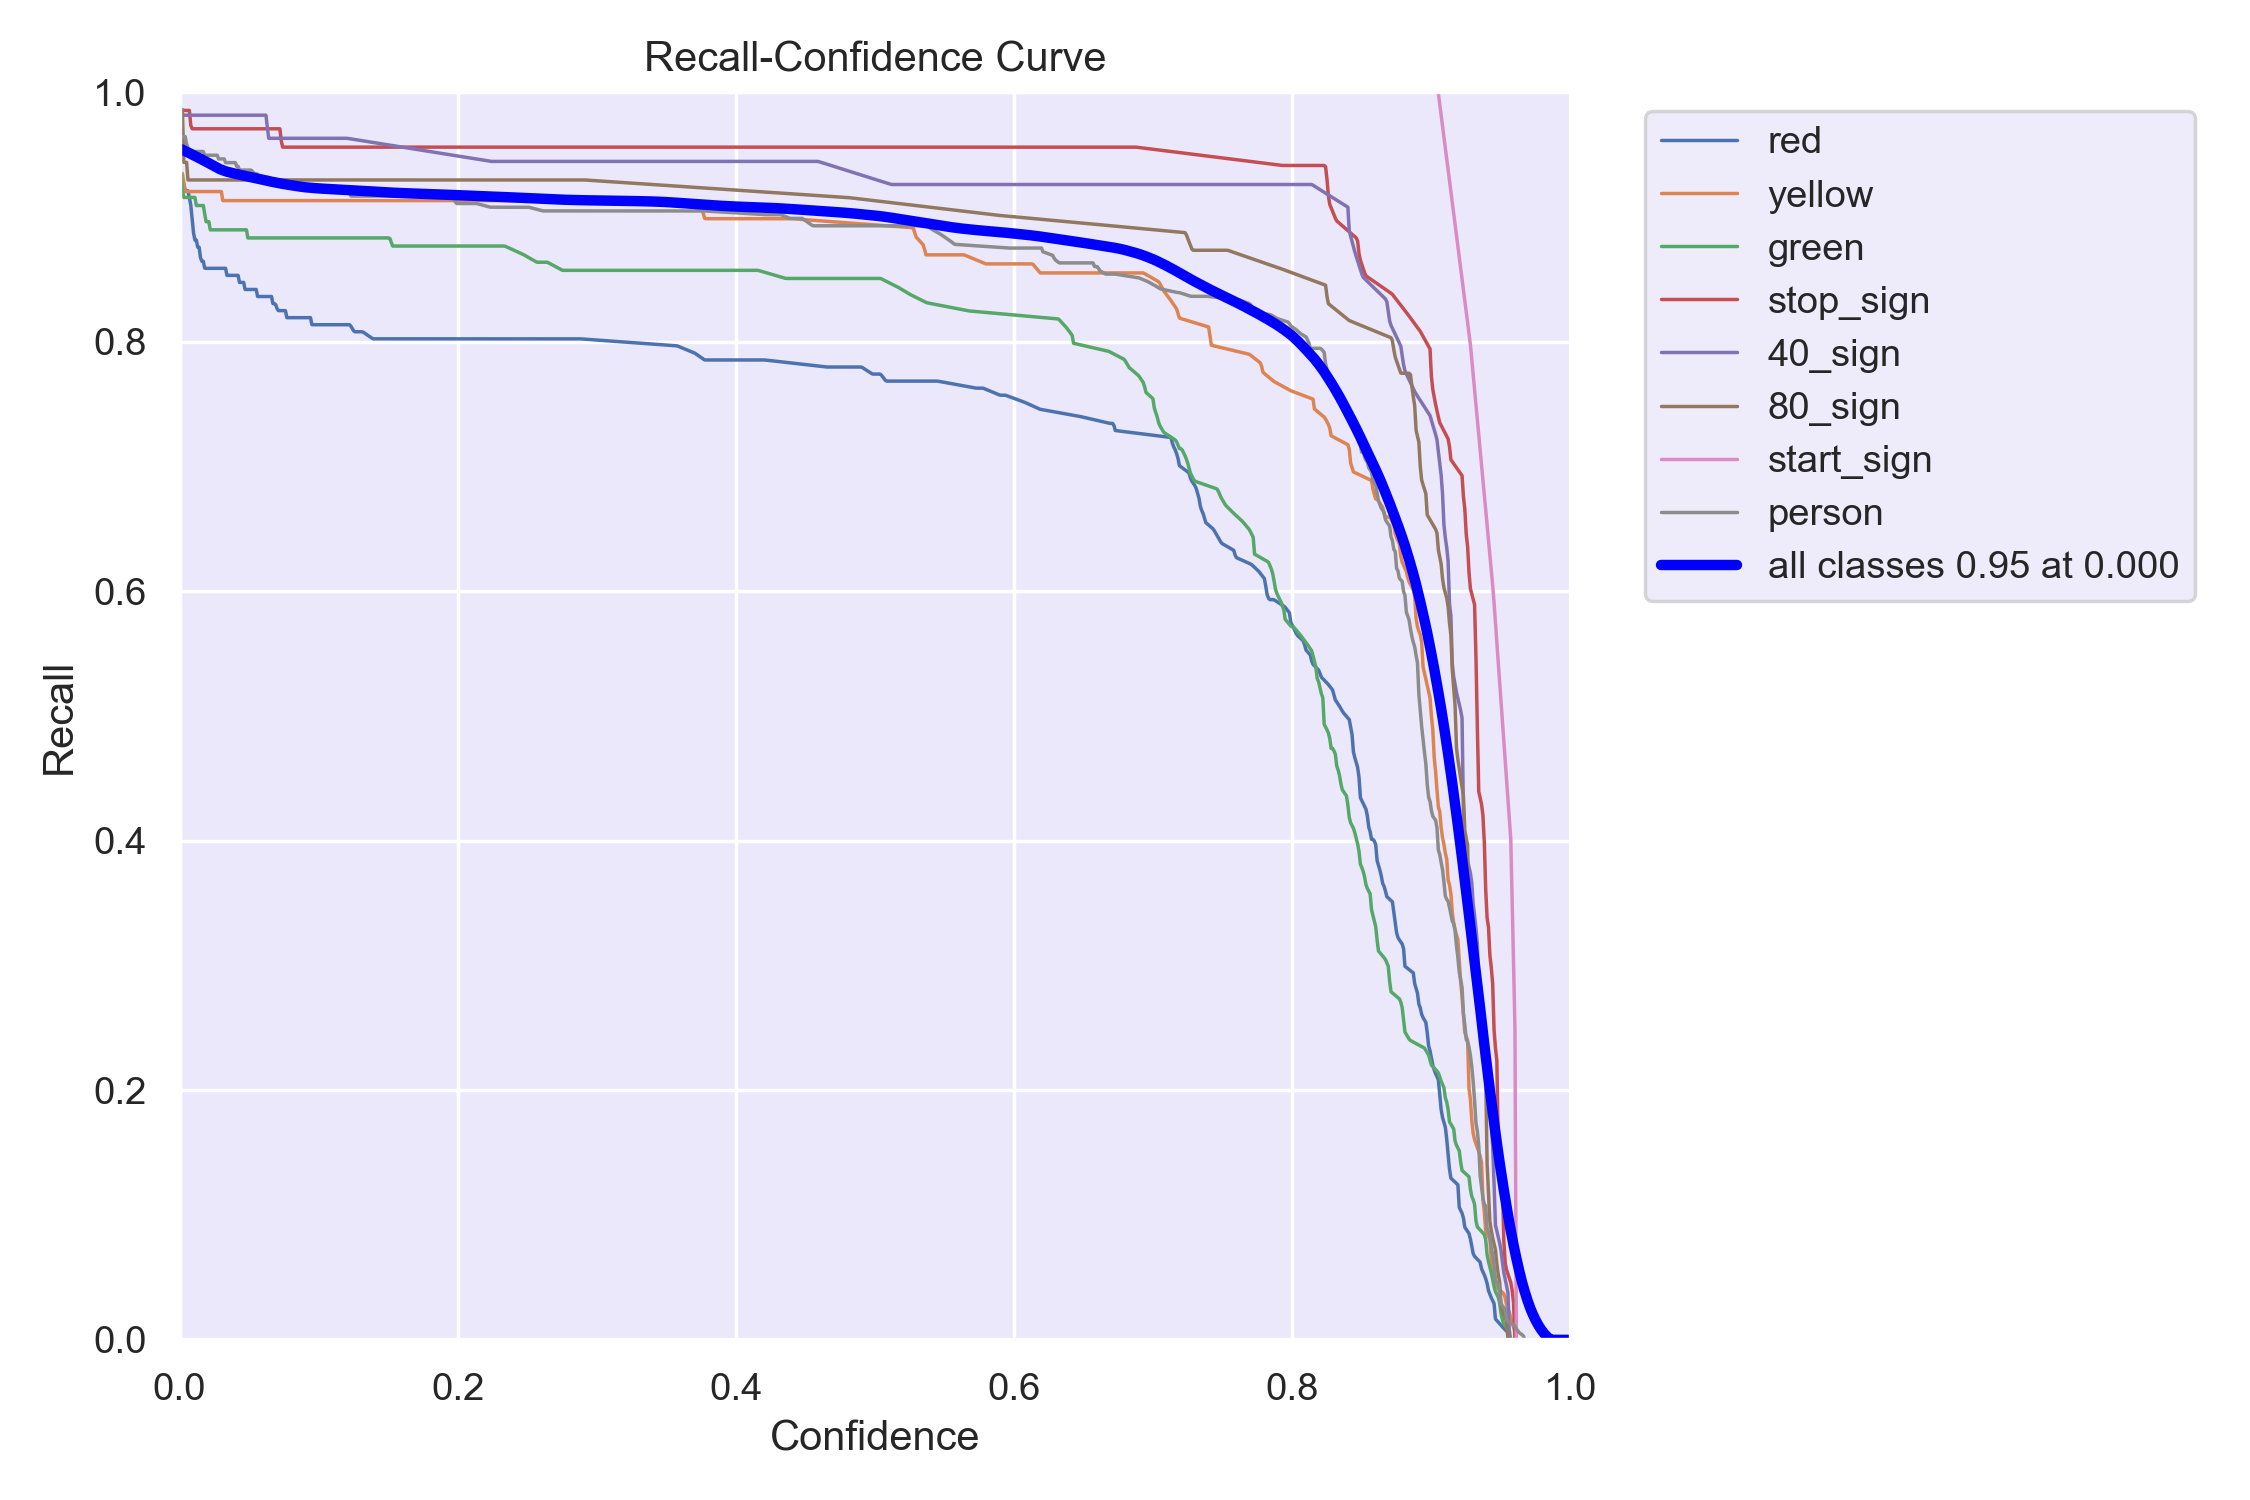 Recall-Confidence Curve
1.0
0.8
0.6
0.4
0.2
0.0
Recall
0.0 0.2 0.4 0.6 0.8 1.0
Confidence
red
yellow
green
stop_sign
40_sign
80_sign
start_sign
person
all classes 0.95 at 0.000